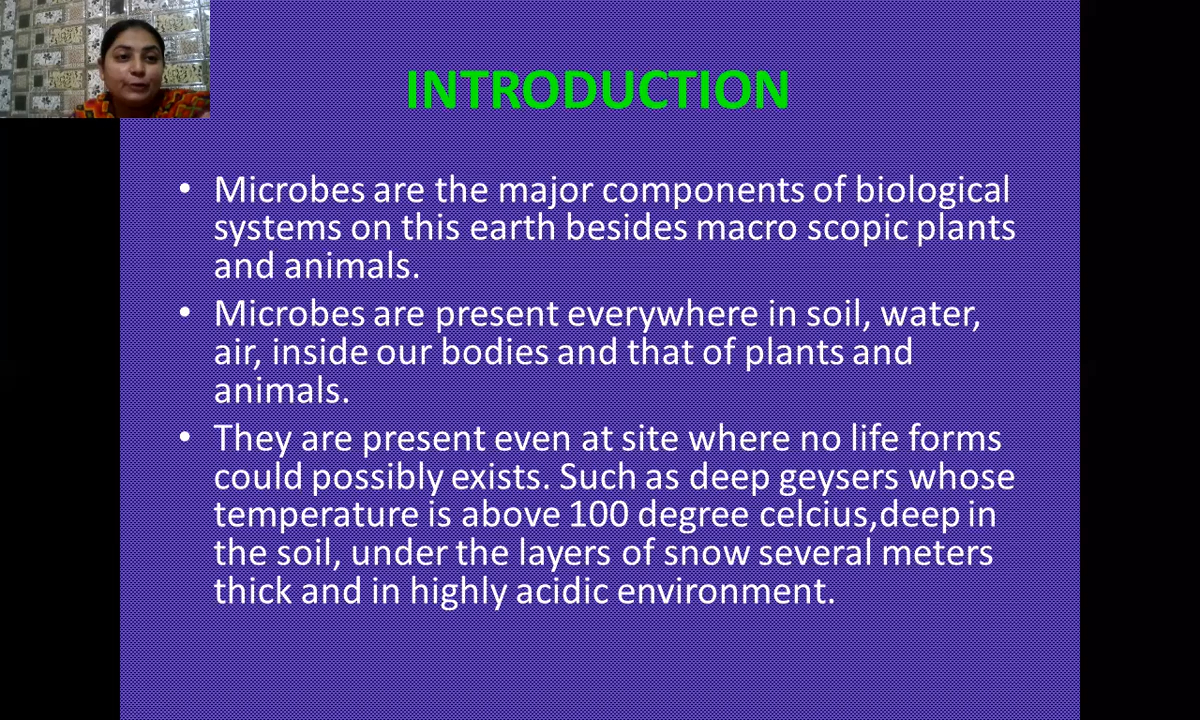 INTRODUCTION
• Microbes are the major components of biological
systems on this earth besides macro scopic plants
and animals.
• Microbes are present everywhere in soil, water,
air, inside our bodies and that of plants and
animals.
• They are present even at site where no life forms
could possibly exists. Such as deep geysers whose
temperature is above 100 degree celcius,deep in
the soil, under the layers of snow several meters
thick and in highly acidic environment.